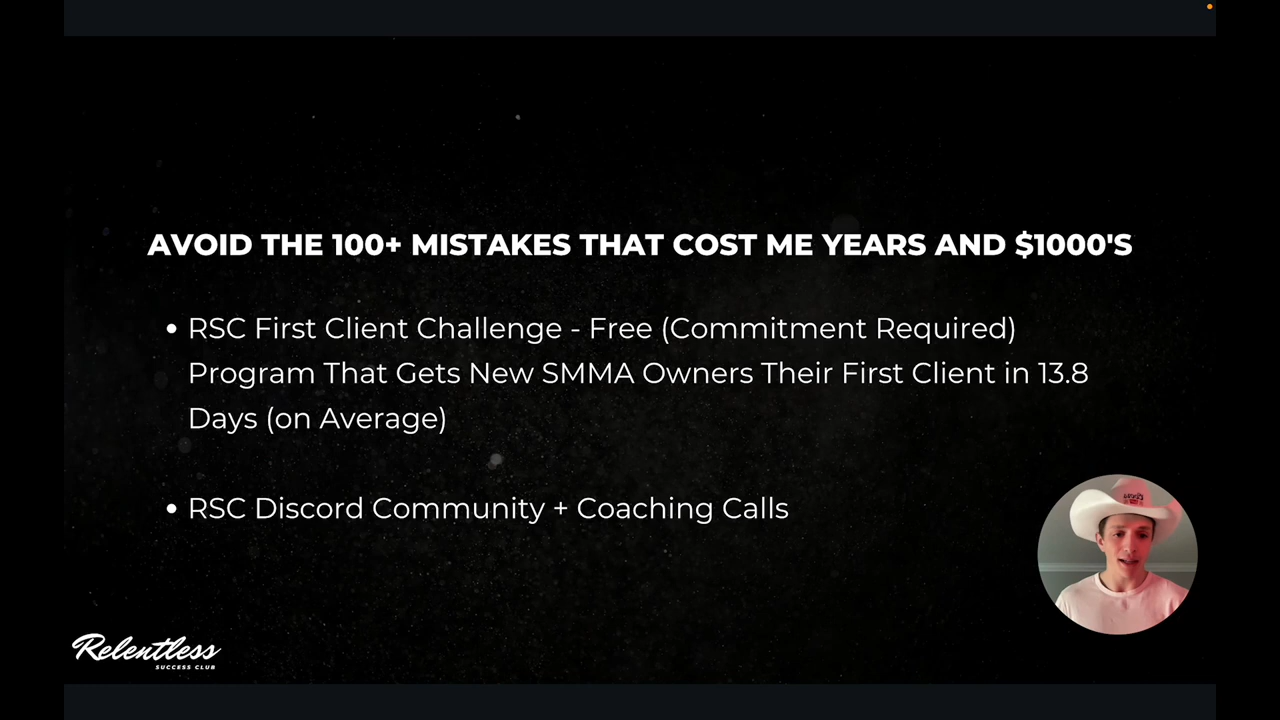 AVOID THE 100+ MISTAKES THAT COST ME YEARS AND $1000'S
• RSC First Client Challenge - Free (Commitment Required)
Program That Gets New SMMA Owners Their First Client in 13.8
Days (on Average)
• RSC Discord Community + Coaching Calls
Relentless
SUCCESS CLUB